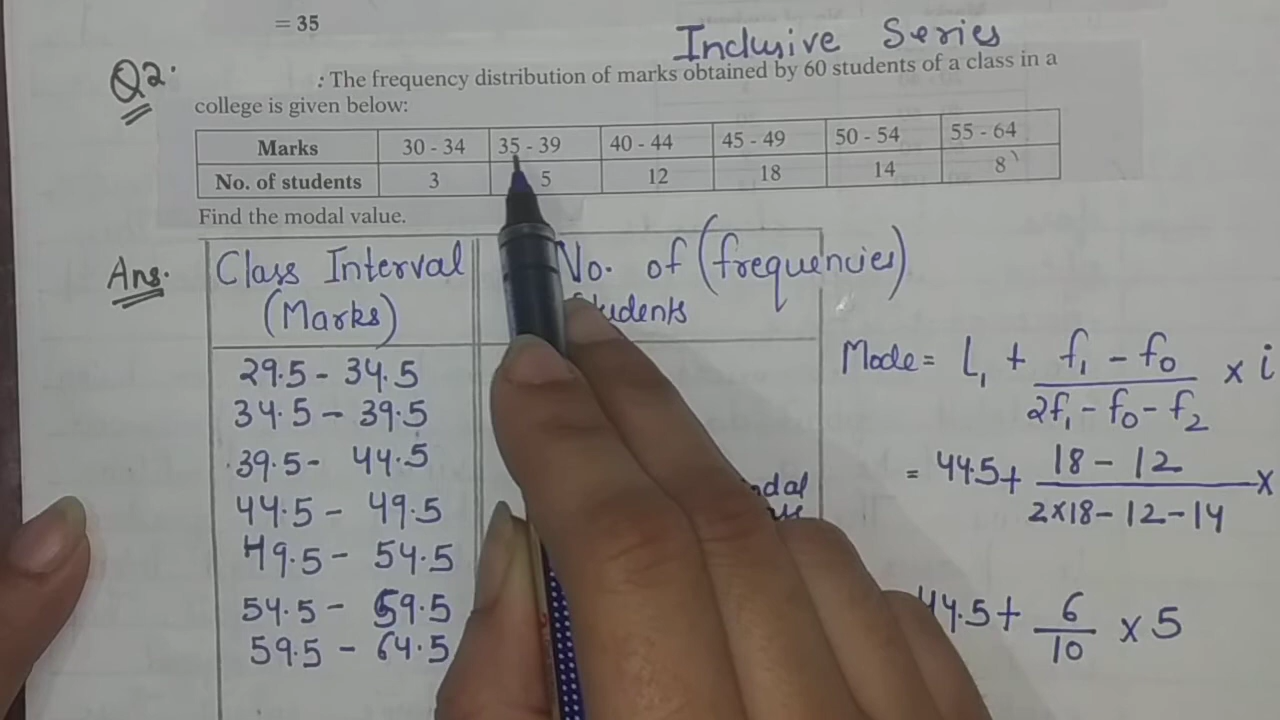 = 35
Inclusive Series
Q2. : The frequency distribution of marks obtained by 60 students of a class in a
college is given below:
Marks 30 - 34 35 - 39 40 - 44 45 - 49 50 - 54 55 - 64
No. of students 3 5 12 18 14 8
Find the modal value.
Ans. Class Interval (Marks)
No. of (frequencies)
29.5 - 34.5
34.5 - 39.5
39.5 - 44.5
44.5 - 49.5
49.5 - 54.5
54.5 - 59.5
59.5 - 64.5
Mode = L₁ + f₁ - f₀ / 2f₁ - f₀ - f₂ × i
= 44.5 + 18 - 12 / 2×18 - 12 - 14 ×
44.5 + 6 / 10 × 5